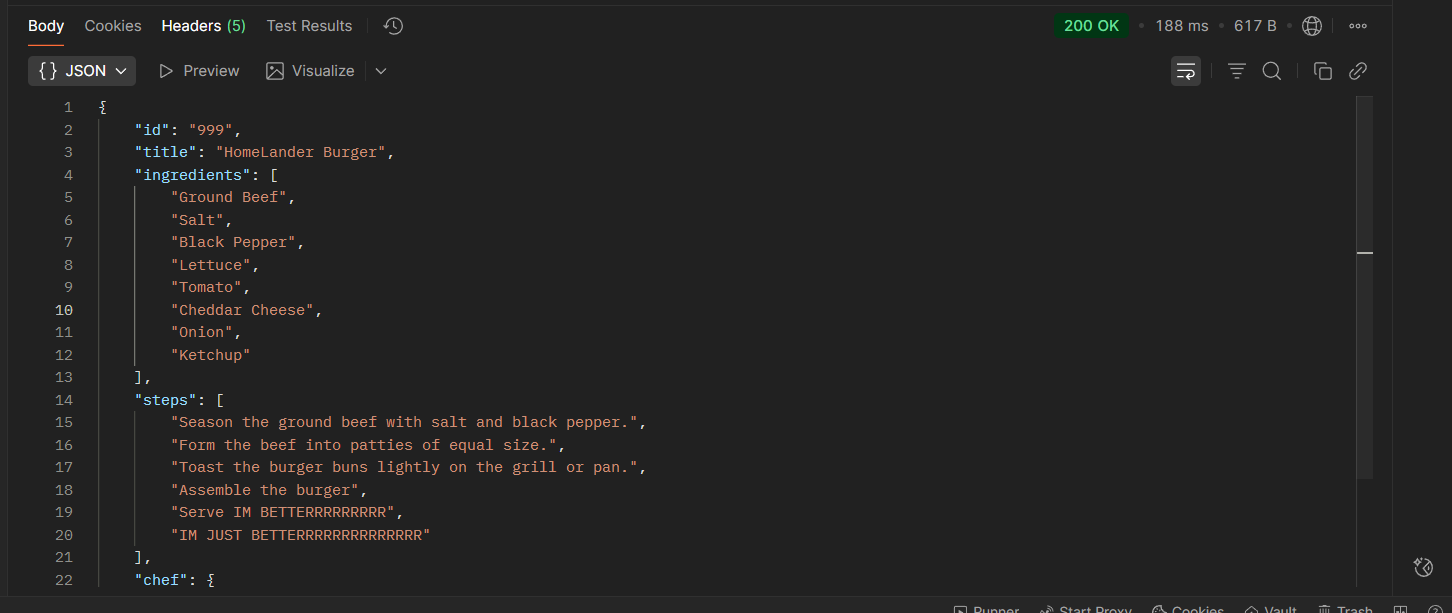 Body Cookies Headers (5) Test Results 200 OK • 188 ms • 617 B •
{} JSON Preview Visualize
1 {
2 "id": "999",
3 "title": "HomeLander Burger",
4 "ingredients": [
5 "Ground Beef",
6 "Salt",
7 "Black Pepper",
8 "Lettuce",
9 "Tomato",
10 "Cheddar Cheese",
11 "Onion",
12 "Ketchup"
13 ],
14 "steps": [
15 "Season the ground beef with salt and black pepper.",
16 "Form the beef into patties of equal size.",
17 "Toast the burger buns lightly on the grill or pan.",
18 "Assemble the burger",
19 "Serve IM BETTERRRRRRRRR",
20 "IM JUST BETTERRRRRRRRRRRRRR"
21 ],
22 "chef": {
Runner Start Proxy Cookies Vault Trash